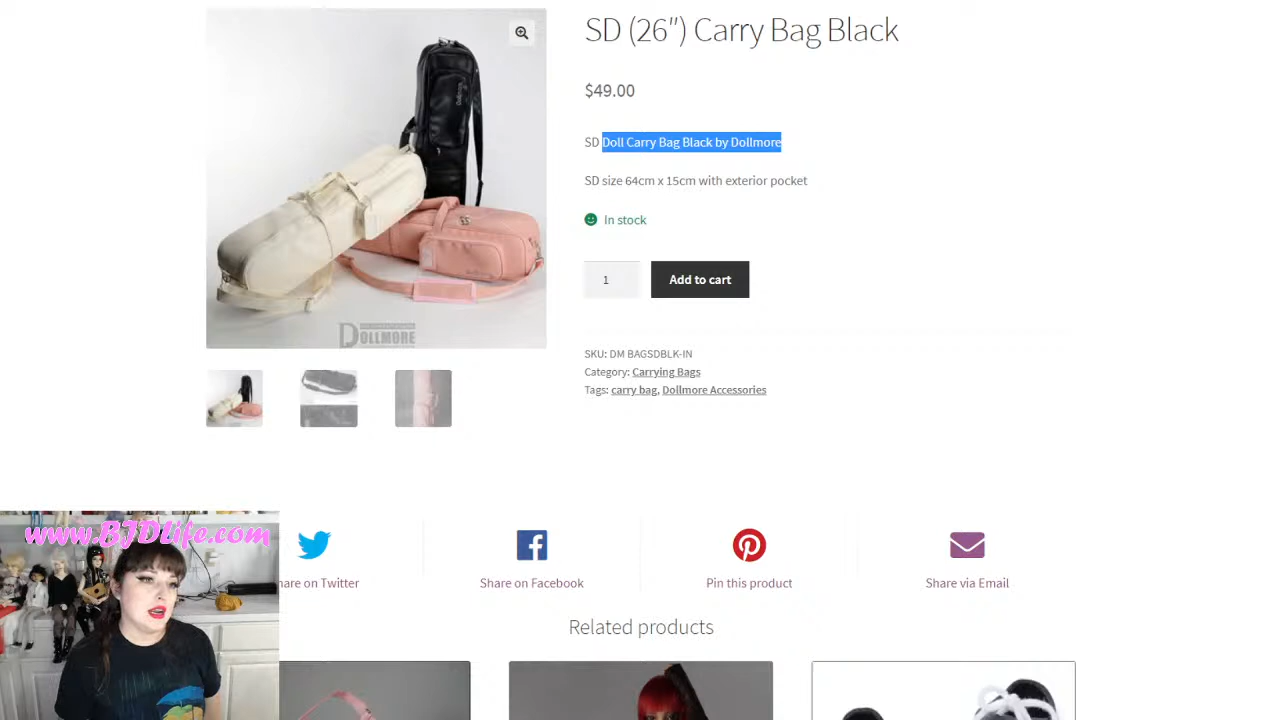 SD (26″) Carry Bag Black
$49.00
SD Doll Carry Bag Black by Dollmore
SD size 64cm x 15cm with exterior pocket
In stock
1
Add to cart
DOLLMORE
SKU: DM BAGSDBLK-IN
Category: Carrying Bags
Tags: carry bag, Dollmore Accessories
www.BJDLife.com
hare on Twitter
Share on Facebook
Pin this product
Share via Email
Related products